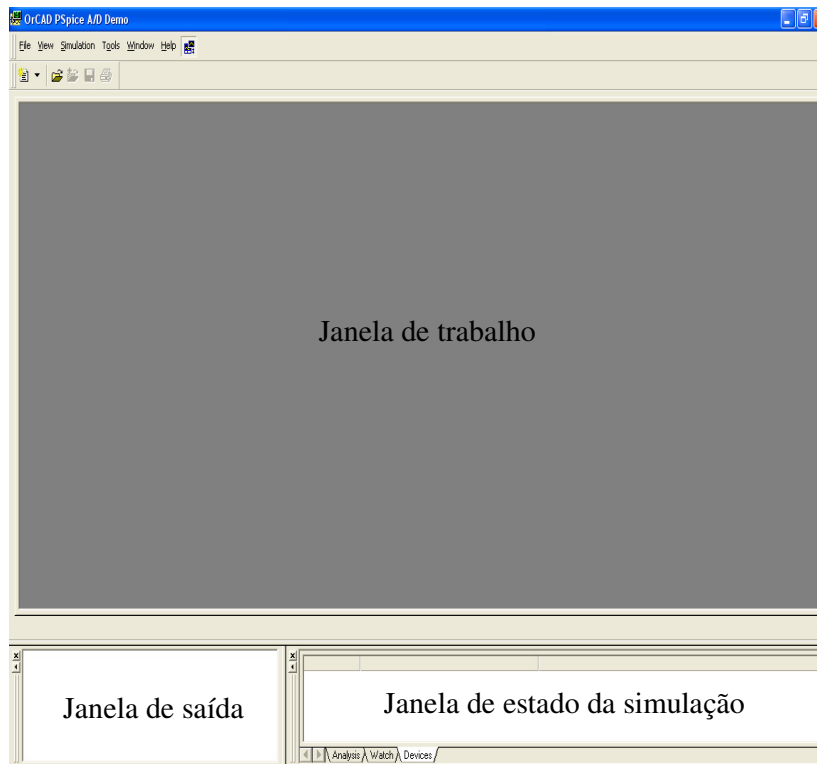 OrCAD PSpice A/D Demo
File View Simulation Tools Window Help
Janela de trabalho
Janela de saída
Janela de estado da simulação
Analysis Watch Devices